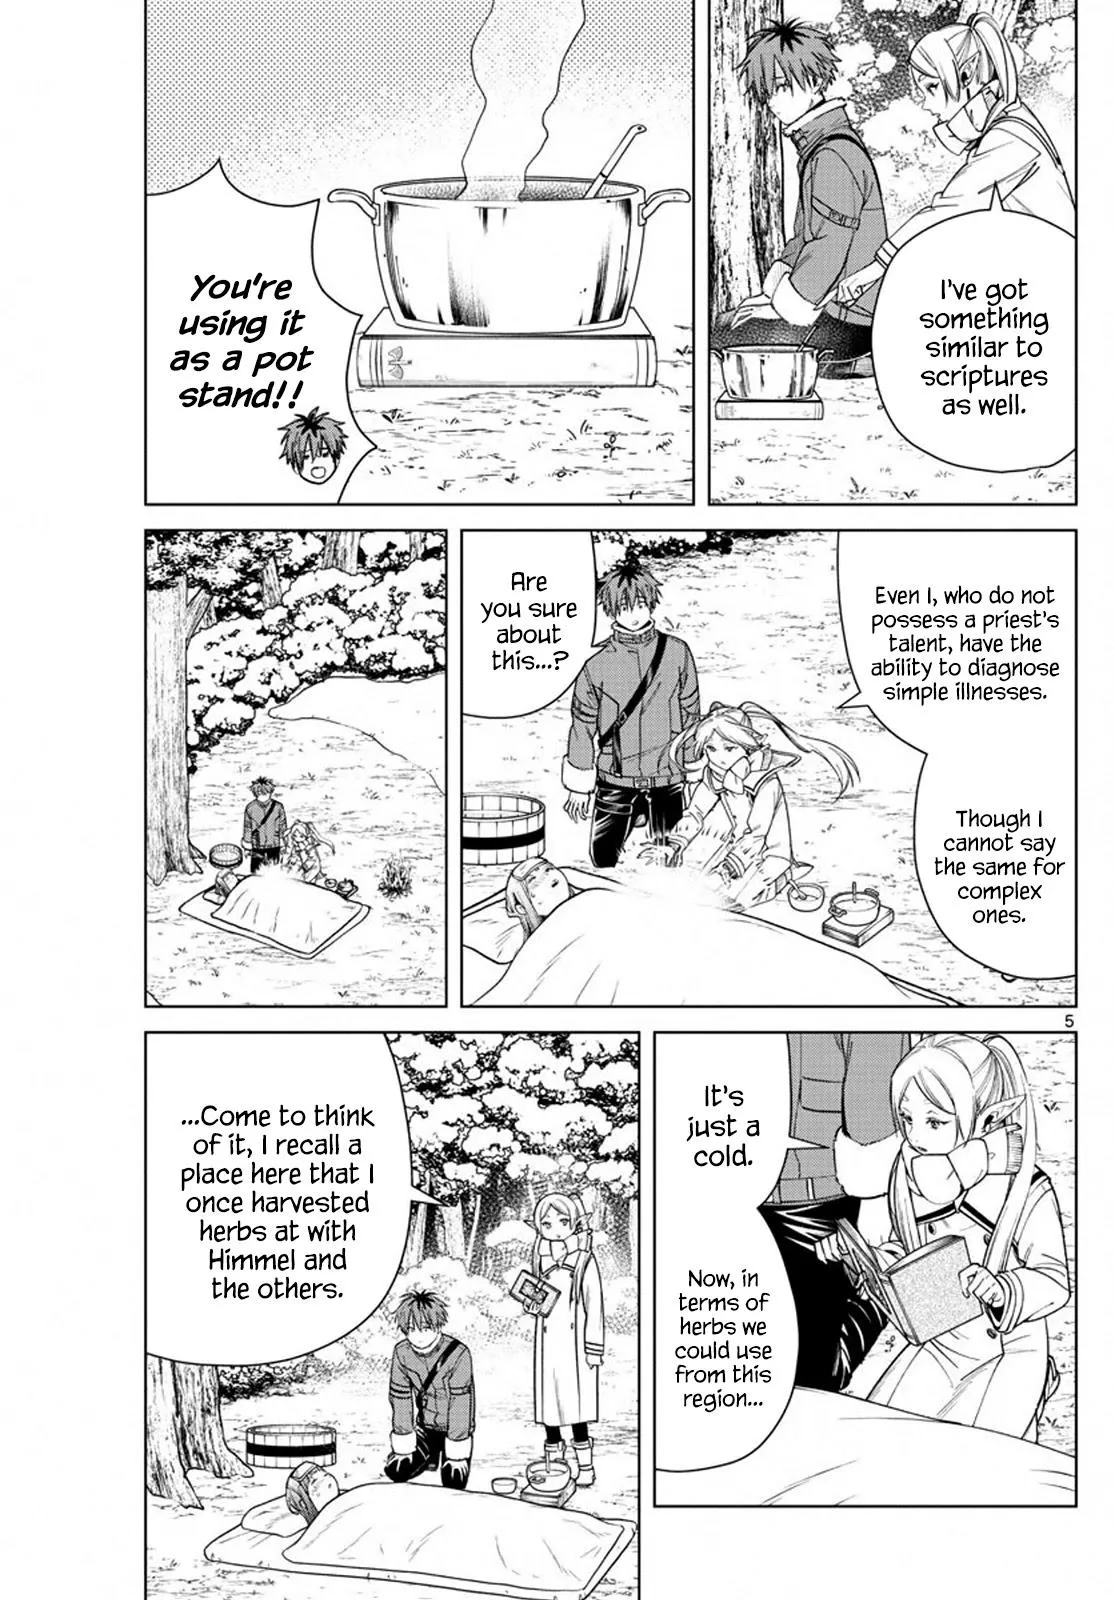 I've got
something
similar to
scriptures
as well.
You're
using it
as a pot
stand!!
Even I, who do not
possess a priest's
talent, have the
ability to diagnose
simple illnesses.
Though I
cannot say
the same for
complex
ones.
Are
you sure
about
this...?
5
It's
just a
cold.
Now, in
terms of
herbs we
could use
from this
region...
...Come to think
of it, I recall a
place here that I
once harvested
herbs at with
Himmel and
the others.